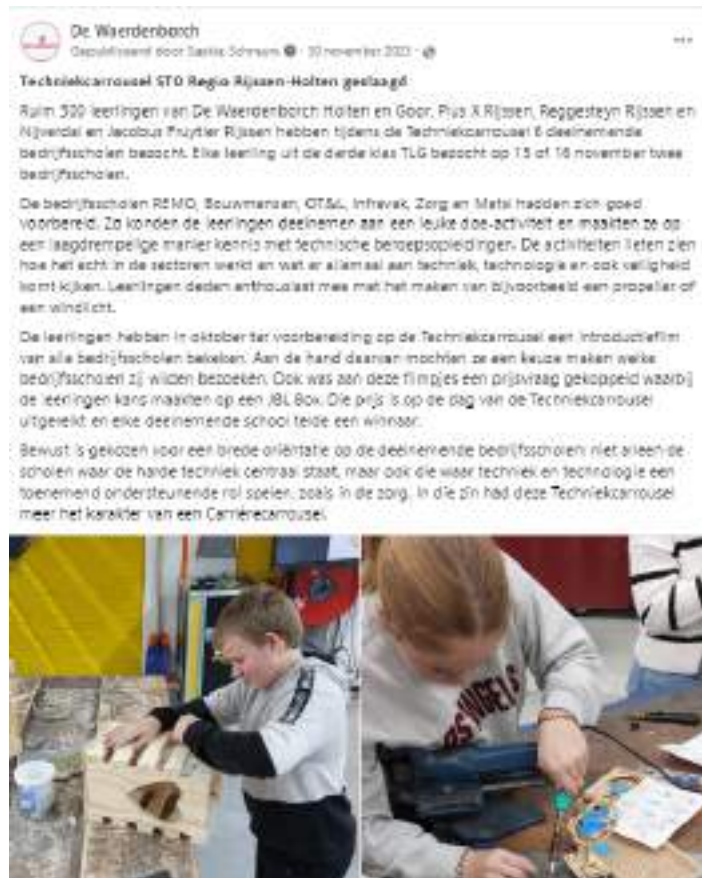 De Waerdenborch
Gepubliceerd door Saskia Schreurs · 30 november 2022 ·
Techniekcarrousel STO Regio Rijssen-Holten geslaagd
Ruim 500 leerlingen van De Waerdenborch Holten en Goor, Pius X Rijssen, Reggesteyn Rijssen en
Nijverdal en Jacobus Fruytier Rijssen hebben tijdens de Techniekcarrousel 6 deelnemende
bedrijfsscholen bezocht. Elke leerling uit de derde klas TLG bezocht op 15 of 16 november twee
bedrijfsscholen.
De bedrijfsscholen REMO, Bouwmensen, OT&L, Infravak, Zorg en Metal hadden zich goed
voorbereid. Zo konden de leerlingen deelnemen aan een leuke doe-activiteit en maakten ze op
een laagdrempelige manier kennis met technische beroepsopleidingen. De activiteiten lieten zien
hoe het echt in de sectoren werkt en wat er allemaal aan techniek, technologie en ook veiligheid
komt kijken. Leerlingen deden enthousiast mee met het maken van bijvoorbeeld een propeller of
een windlicht.
De leerlingen hebben in oktober ter voorbereiding op de Techniekcarrousel een introductiefilm
van alle bedrijfsscholen bekeken. Aan de hand daarvan mochten ze een keuze maken welke
bedrijfsscholen zij wilden bezoeken. Ook was aan deze filmpjes een prijsvraag gekoppeld waarbij
de leerlingen kans maakten op een JBL Box. Die prijs is op de dag van de Techniekcarrousel
uitgereikt en elke deelnemende school telde een winnaar.
Bewust is gekozen voor een brede oriëntatie op de deelnemende bedrijfsscholen: niet alleen de
scholen waar de harde techniek centraal staat, maar ook die waar techniek en technologie een
toenemend ondersteunende rol spelen, zoals in de zorg. In die zin had deze Techniekcarrousel
meer het karakter van een Carrièrecarrousel.